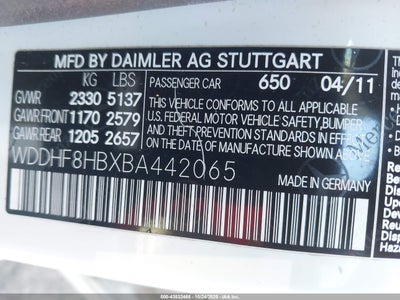 MFD BY DAIMLER AG STUTTGART
KG LBS
GVWR 2330 5137
GAWR FRONT 1170 2579
GAWR REAR 1205 2657
PASSENGER CAR 650 04/11
THIS VEHICLE CONFORMS TO ALL APPLICABLE
U.S. FEDERAL MOTOR VEHICLE SAFETY, BUMPER
AND THEFT PREVENTION STANDARDS IN EFFECT
ON DATE OF MANUFACTURE SHOWN ABOVE.
WDDHF8HBXBA442065
MADE IN GERMANY